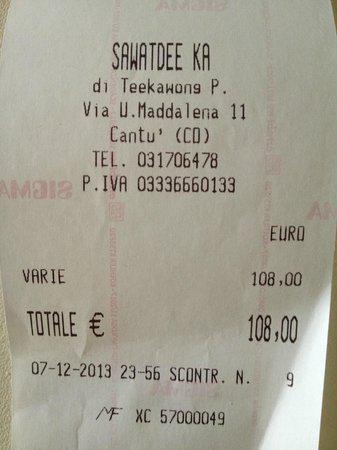 SAWATDEE KA
di Teekawong P.
Via U.Maddalena 11
Cantu' (CO)
TEL. 031706478
P.IVA 03336660133
EURO
VARIE 108,00
TOTALE € 108,00
07-12-2013 23-56 SCONTR. N. 9
MF XC 57000049
SIGMA